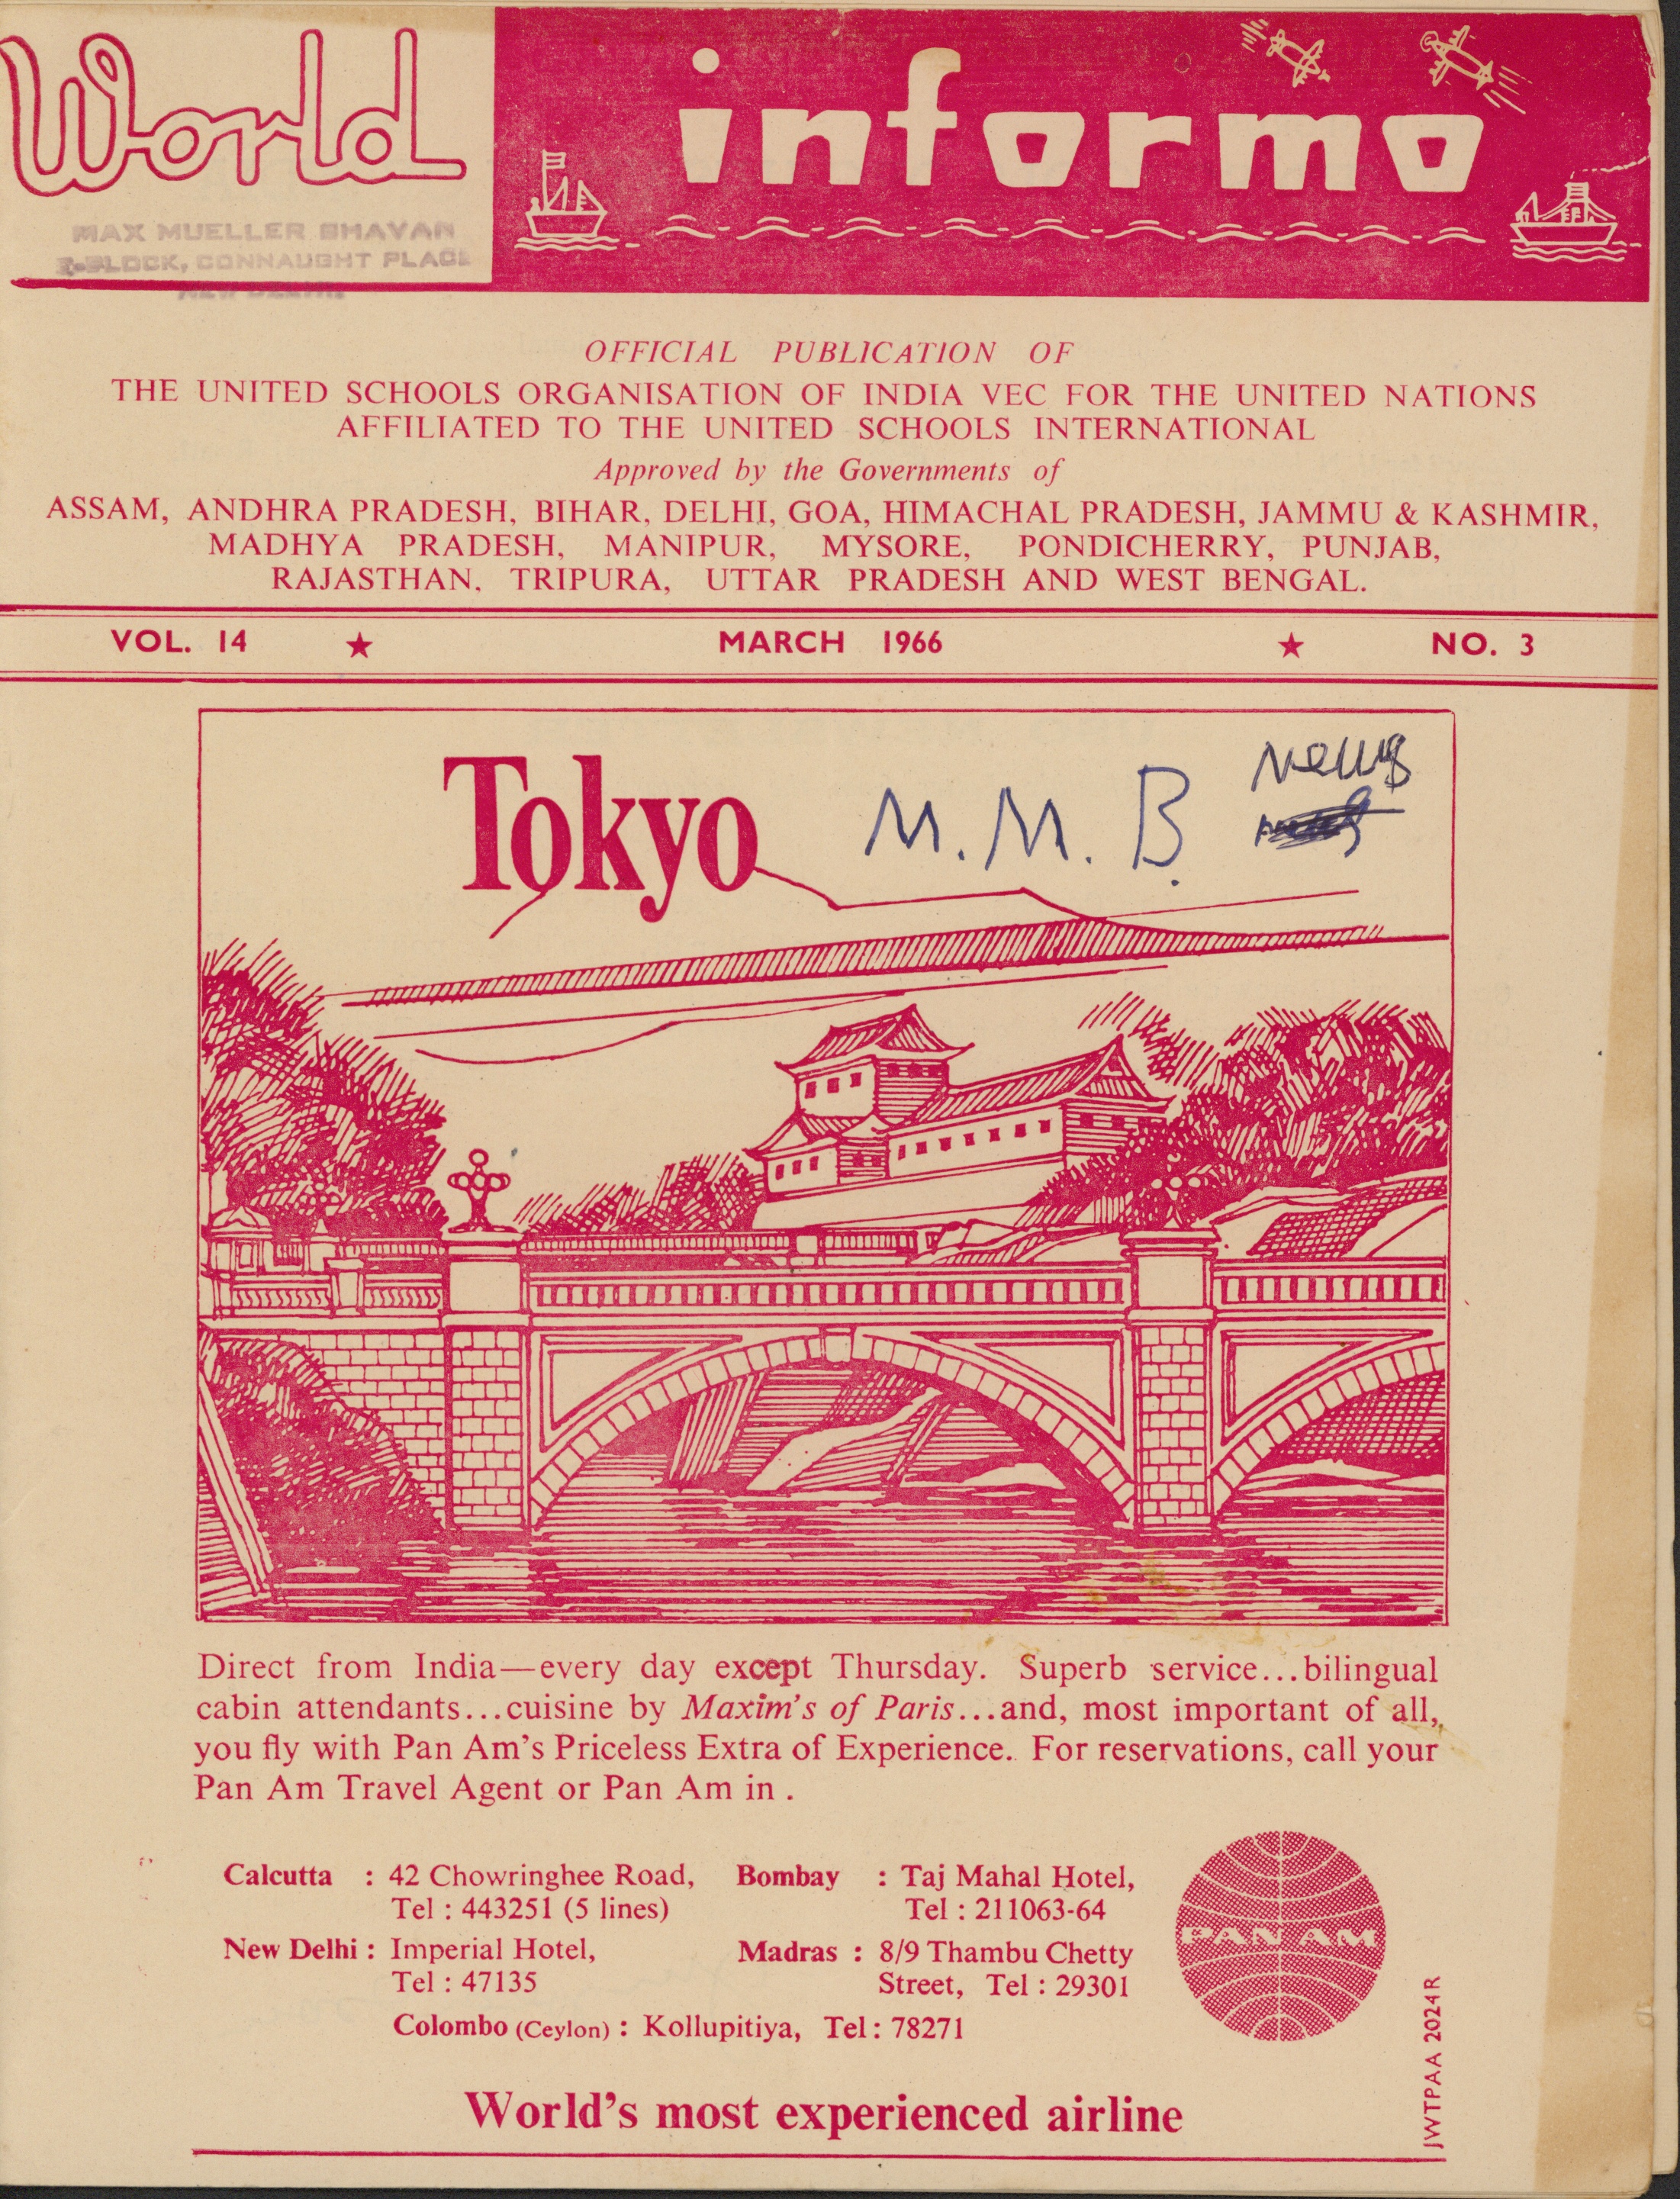 World informo
MAX MUELLER BHAVAN
CONNAUGHT PLACE
NEW DELHI.
OFFICIAL PUBLICATION OF
THE UNITED SCHOOLS ORGANISATION OF INDIA VEC FOR THE UNITED NATIONS
AFFILIATED TO THE UNITED SCHOOLS INTERNATIONAL
Approved by the Governments of
ASSAM, ANDHRA PRADESH, BIHAR, DELHI, GOA, HIMACHAL PRADESH, JAMMU & KASHMIR,
MADHYA PRADESH, MANIPUR, MYSORE, PONDICHERRY, PUNJAB,
RAJASTHAN, TRIPURA, UTTAR PRADESH AND WEST BENGAL.
VOL. 14 ★ MARCH 1966 ★ NO. 3
Tokyo
M. M. B. News
Direct from India—every day except Thursday. Superb service...bilingual
cabin attendants...cuisine by Maxim's of Paris...and, most important of all,
you fly with Pan Am's Priceless Extra of Experience. For reservations, call your
Pan Am Travel Agent or Pan Am in .
Calcutta : 42 Chowringhee Road,
Tel : 443251 (5 lines)
Bombay : Taj Mahal Hotel,
Tel : 211063-64
New Delhi : Imperial Hotel,
Tel : 47135
Madras : 8/9 Thambu Chetty
Street, Tel : 29301
Colombo (Ceylon) : Kollupitiya, Tel : 78271
PAN AM
JWTPAA 2024 R
World's most experienced airline